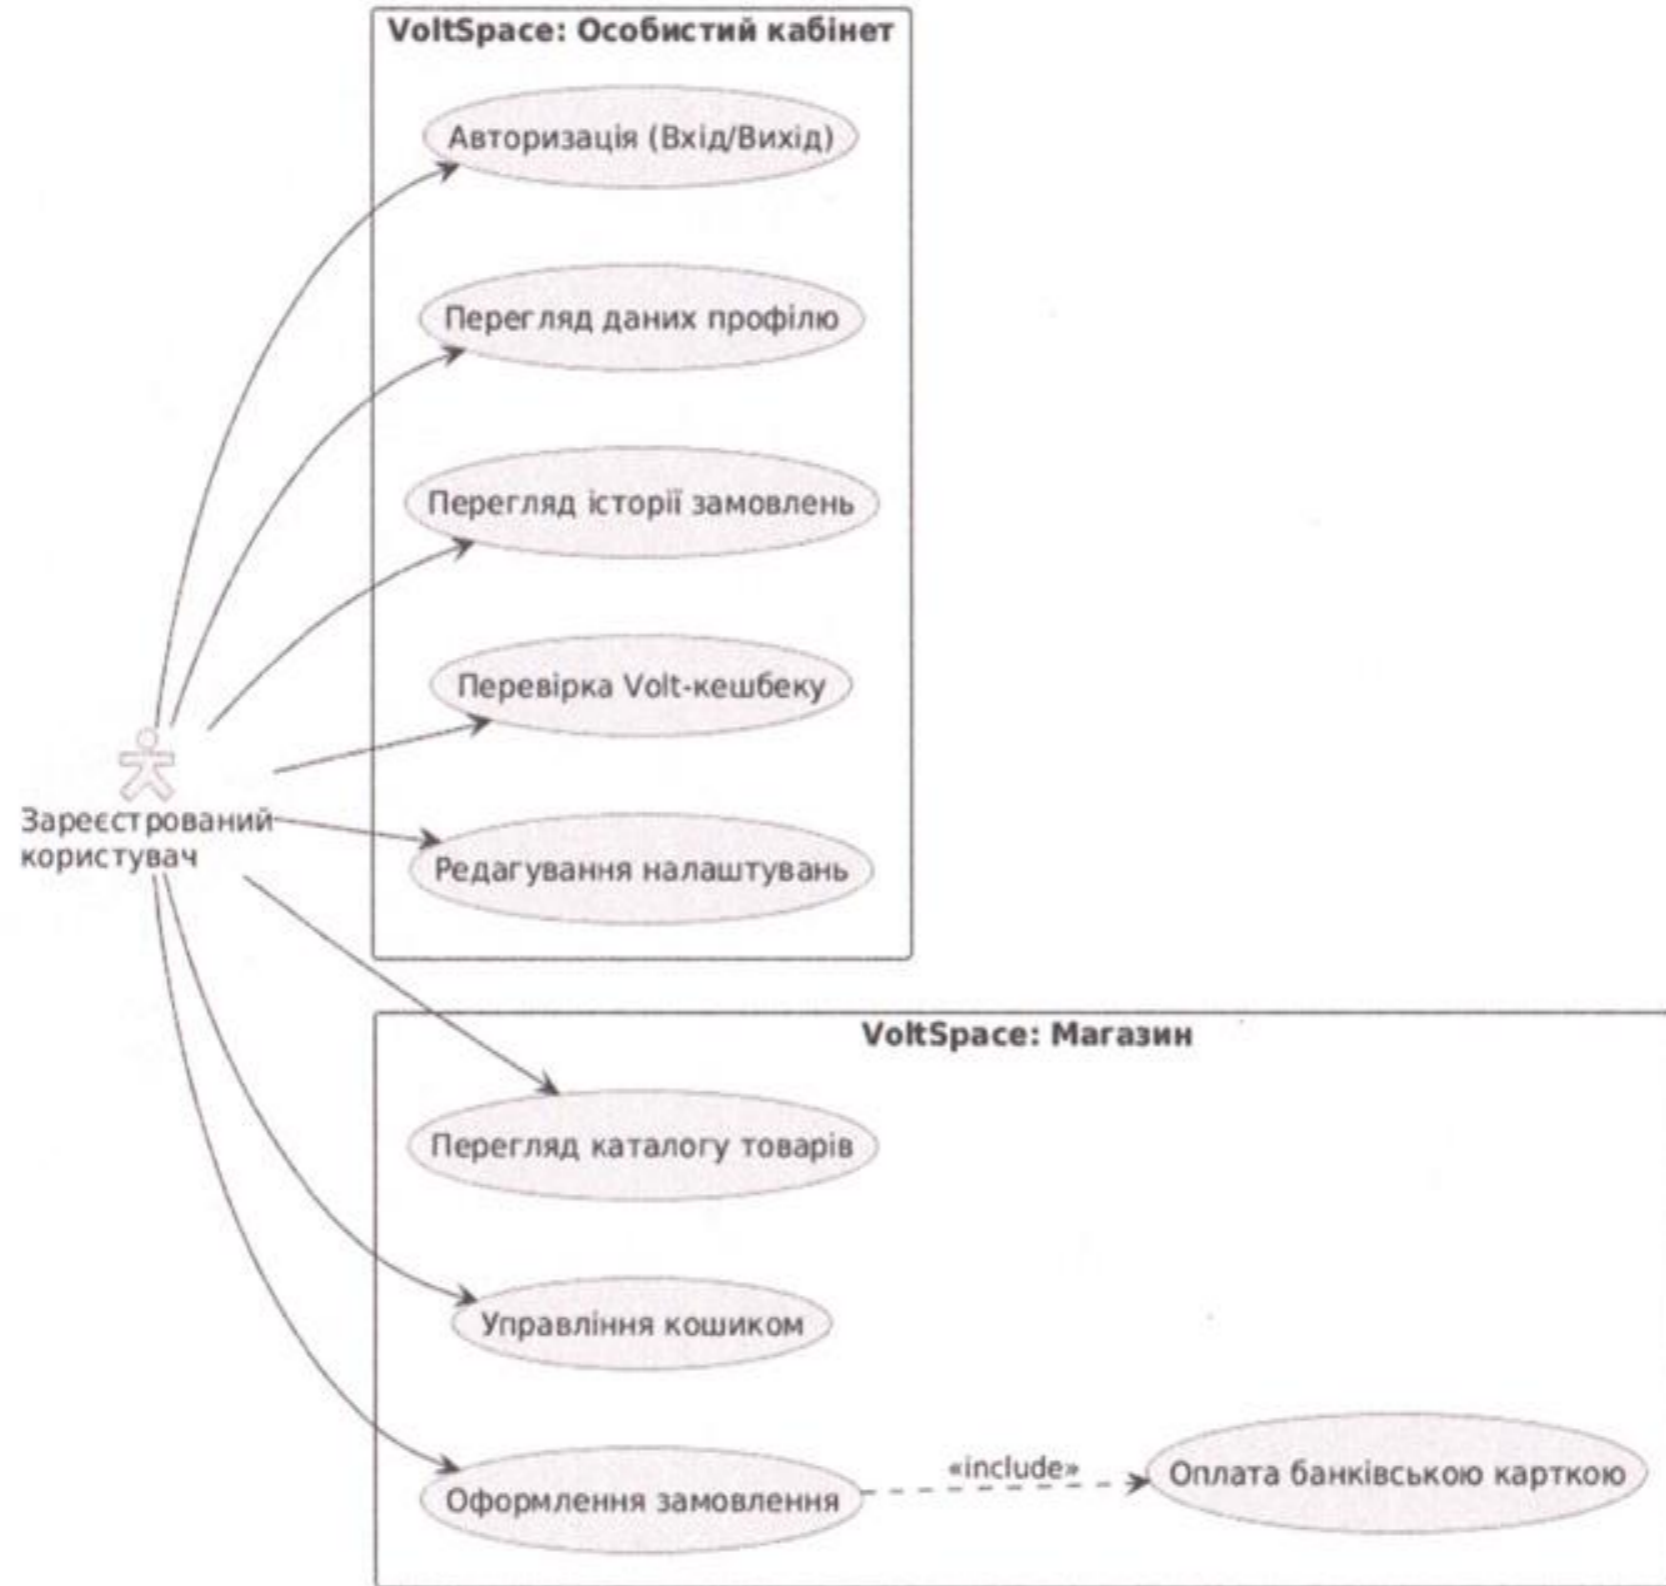 VoltSpace: Особистий кабінет
Авторизація (Вхід/Вихід)
Перегляд даних профілю
Перегляд історії замовлень
Перевірка Volt-кешбеку
Зареєстрований
користувач
Редагування налаштувань
VoltSpace: Магазин
Перегляд каталогу товарів
Управління кошиком
Оформлення замовлення
«include»
Оплата банківською карткою